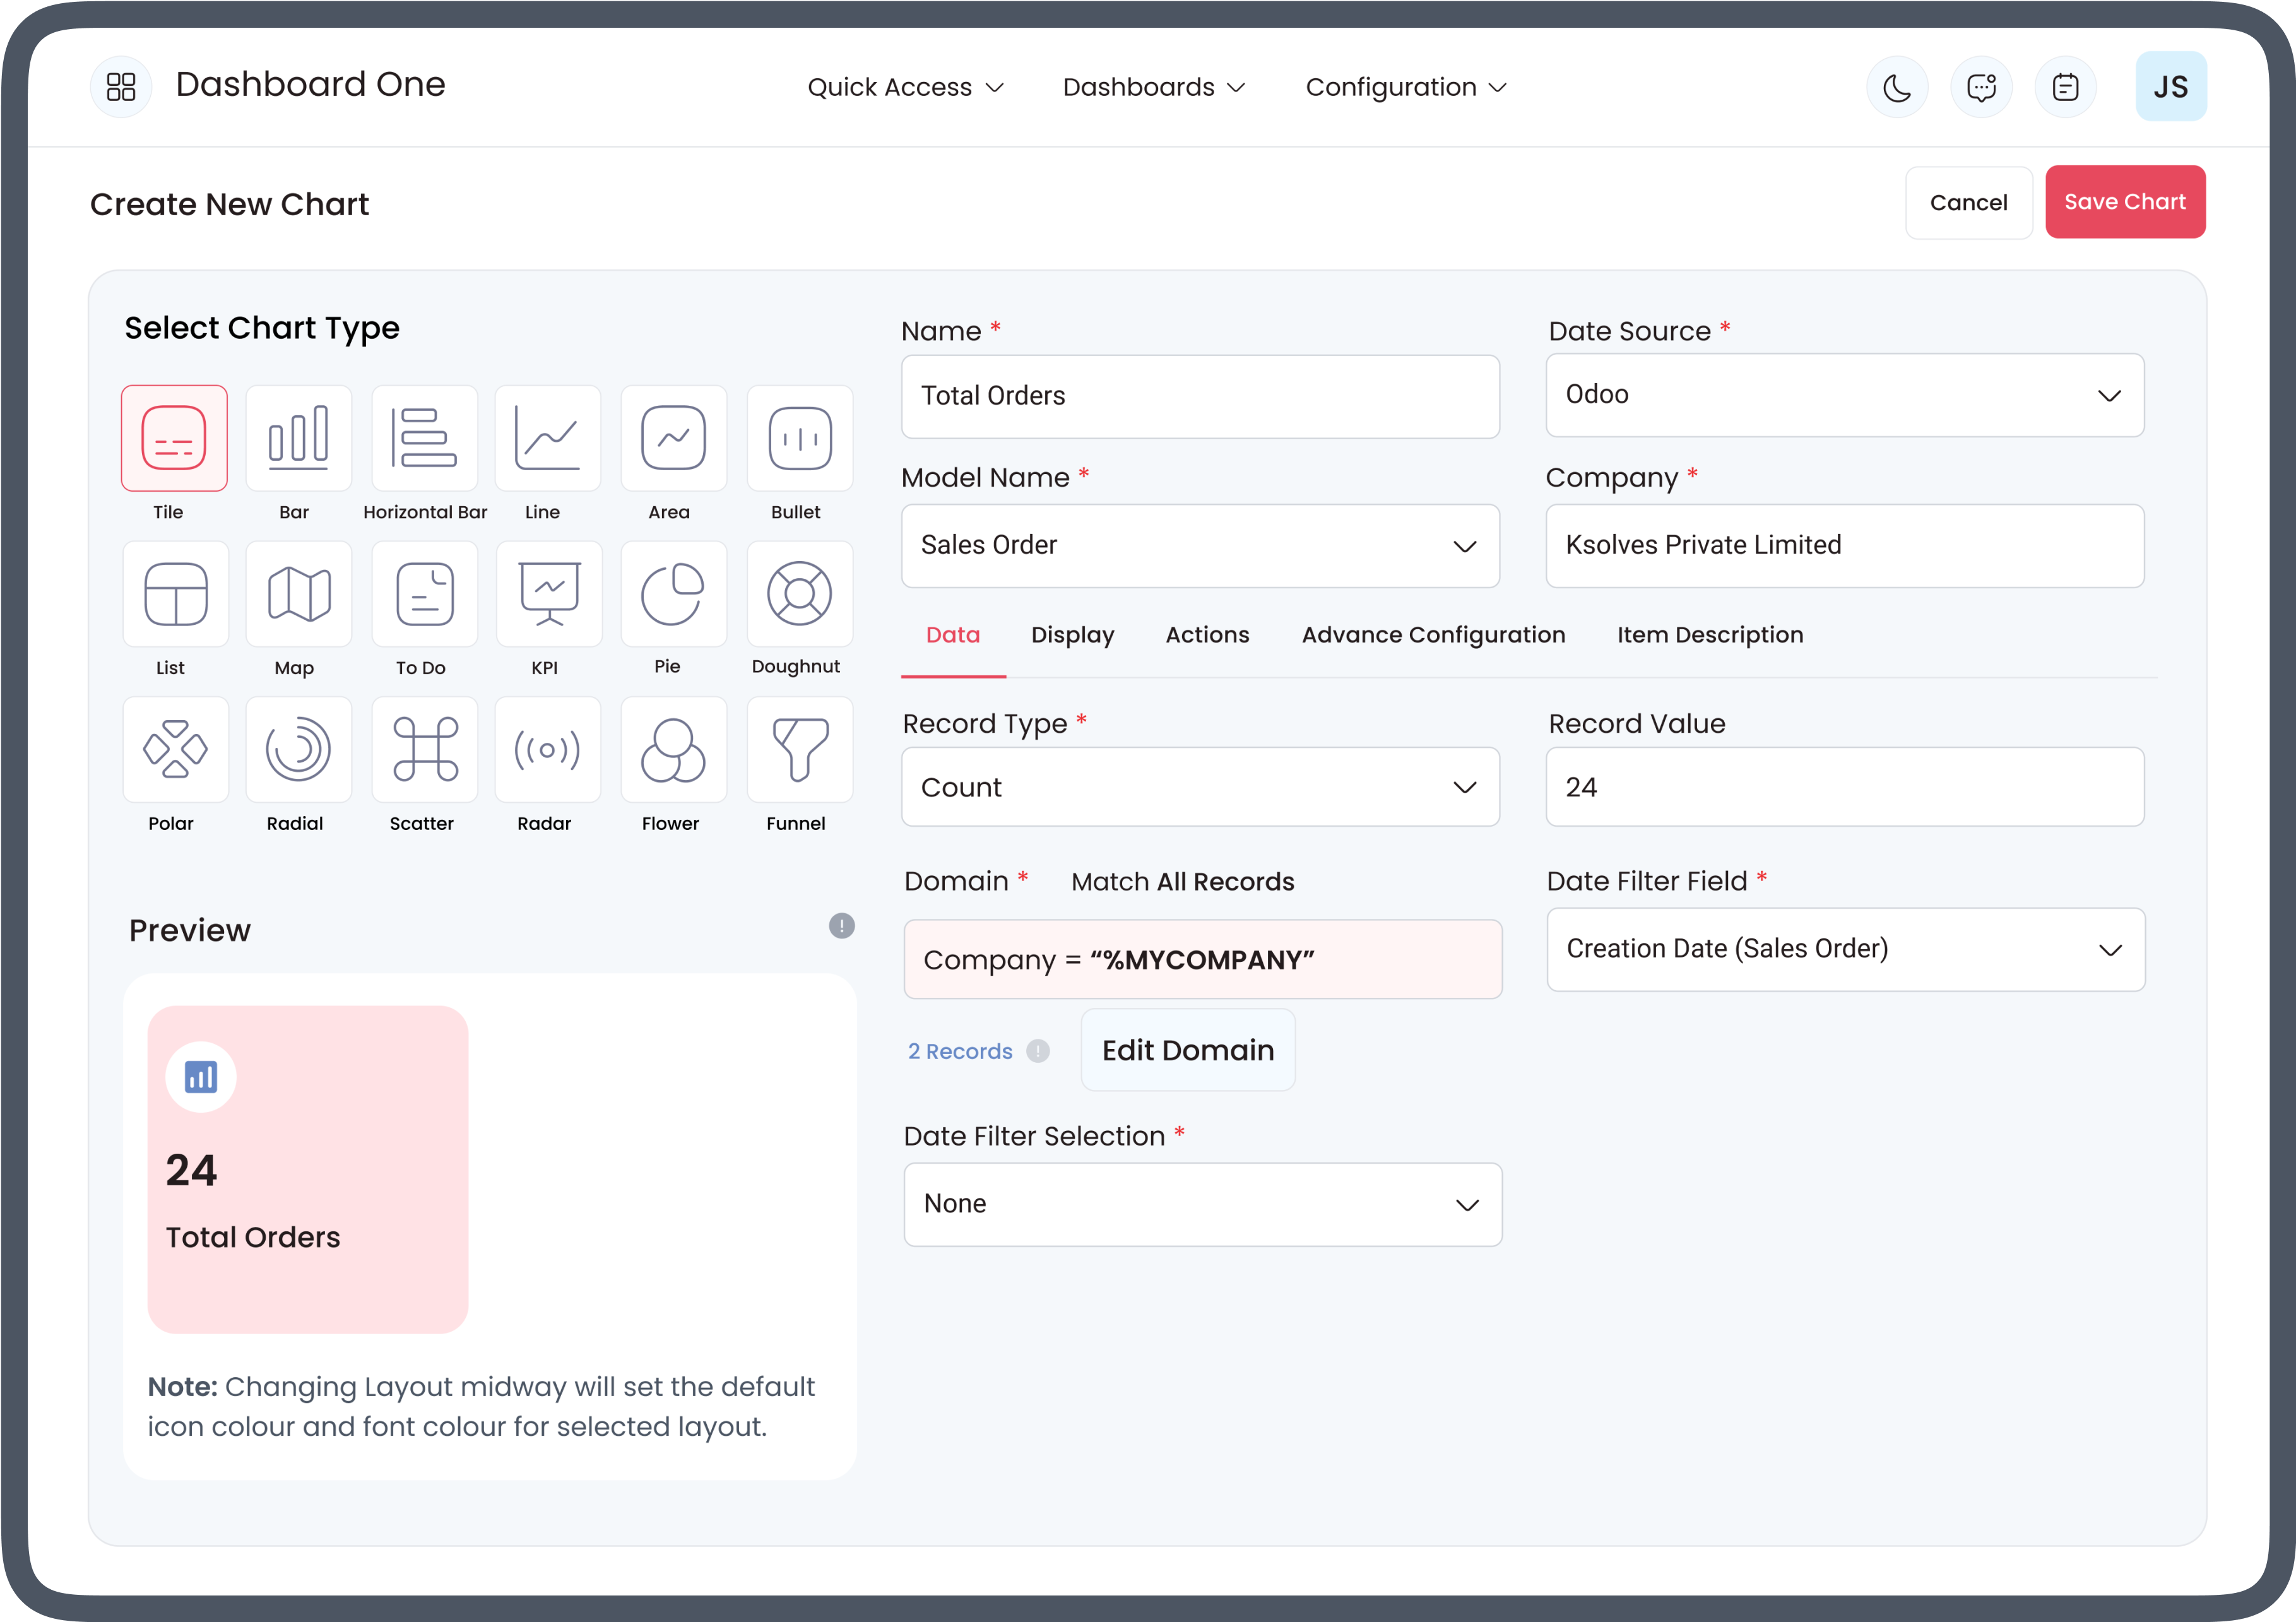 Dashboard One
Quick Access
Dashboards
Configuration
JS
Create New Chart
Cancel
Save Chart
Select Chart Type
Tile
Bar
Horizontal Bar
Line
Area
Bullet
List
Map
To Do
KPI
Pie
Doughnut
Polar
Radial
Scatter
Radar
Flower
Funnel
Preview
24
Total Orders
Note: Changing Layout midway will set the default
icon colour and font colour for selected layout.
Name *
Total Orders
Date Source *
Odoo
Model Name *
Sales Order
Company *
Ksolves Private Limited
Data
Display
Actions
Advance Configuration
Item Description
Record Type *
Count
Record Value
24
Domain *
Match All Records
Company = “%MYCOMPANY”
2 Records
Edit Domain
Date Filter Field *
Creation Date (Sales Order)
Date Filter Selection *
None